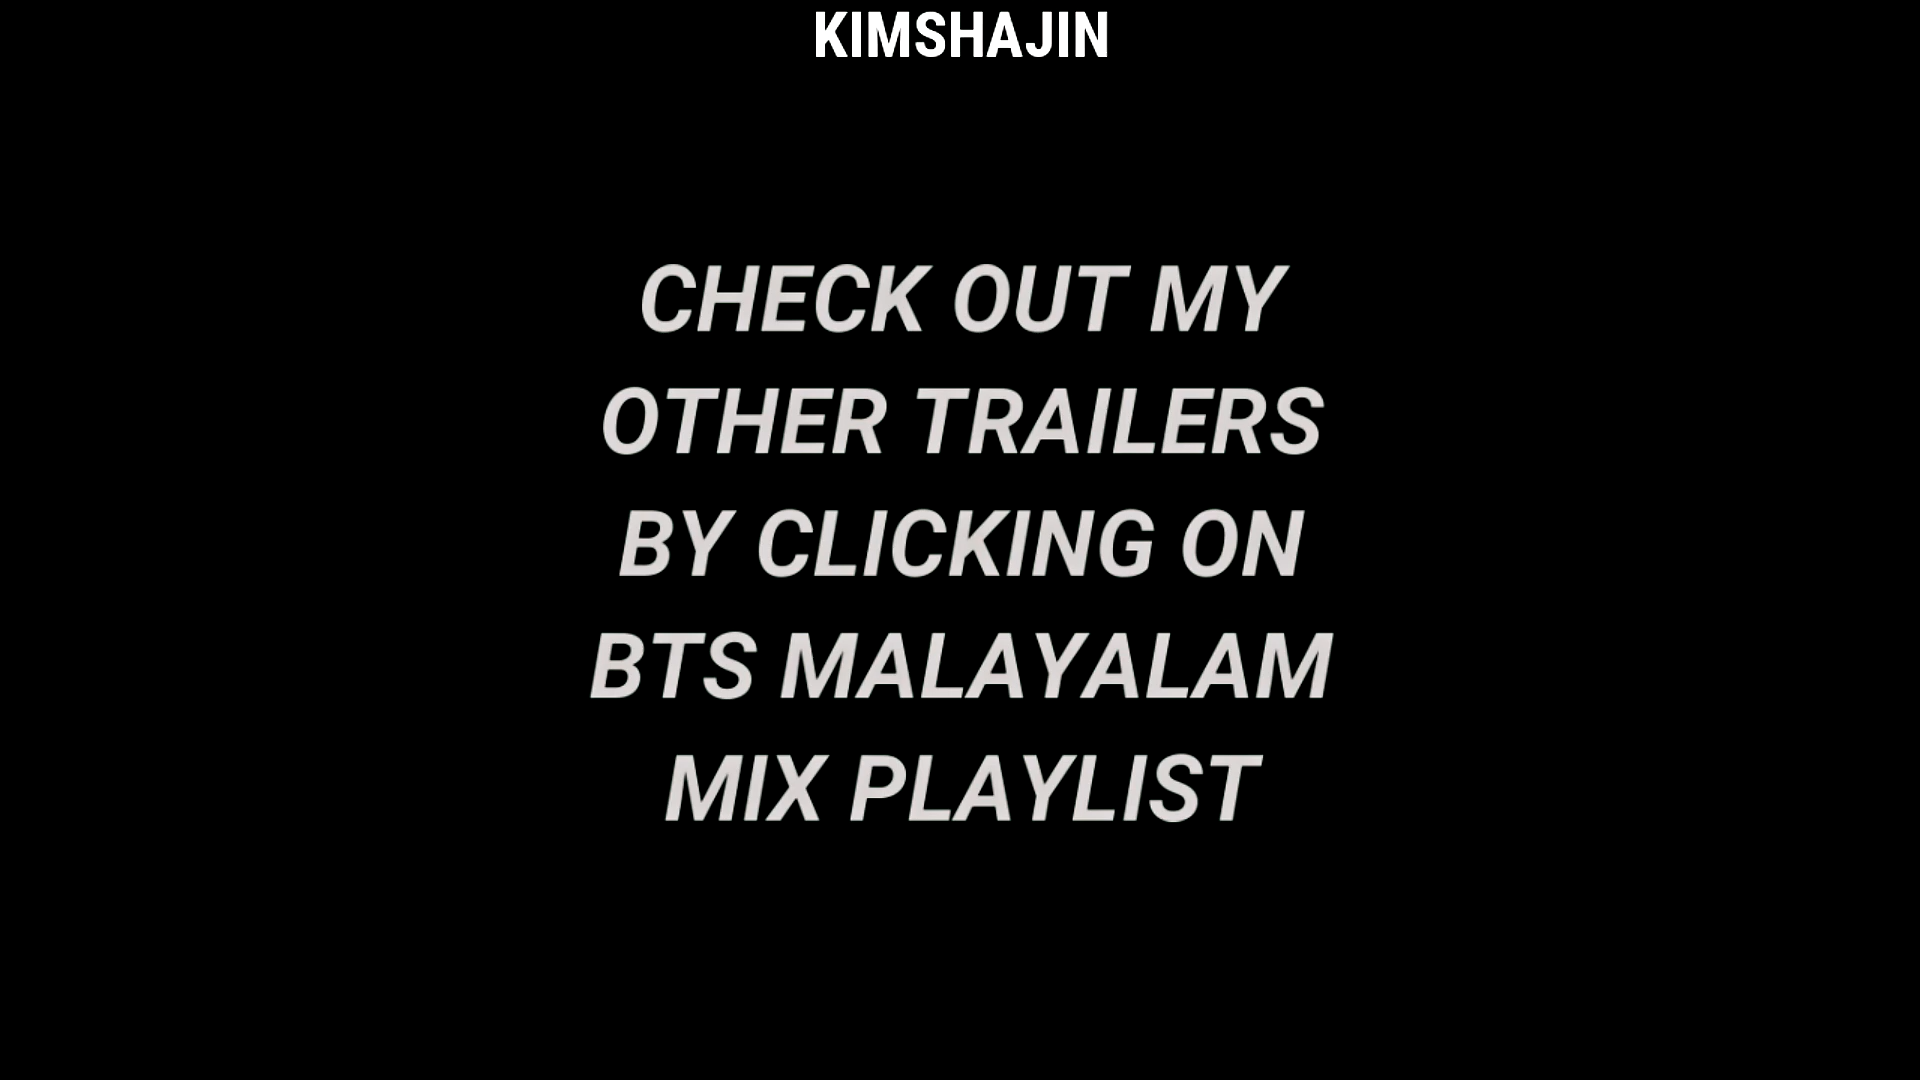 KIMSHAJIN
CHECK OUT MY
OTHER TRAILERS
BY CLICKING ON
BTS MALAYALAM
MIX PLAYLIST